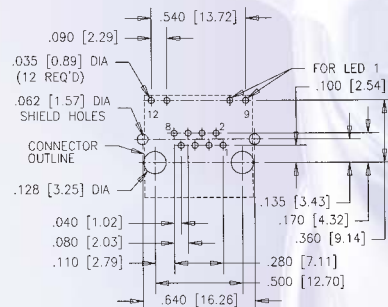 .540 [13.72]
.090 [2.29]
.035 [0.89] DIA
(12 REQ'D)
FOR LED 1
.100 [2.54]
.062 [1.57] DIA
SHIELD HOLES
12
9
8
2
1
CONNECTOR
OUTLINE
.128 [3.25] DIA
.135 [3.43]
.170 [4.32]
.360 [9.14]
.040 [1.02]
.080 [2.03]
.110 [2.79]
.280 [7.11]
.500 [12.70]
.640 [16.26]